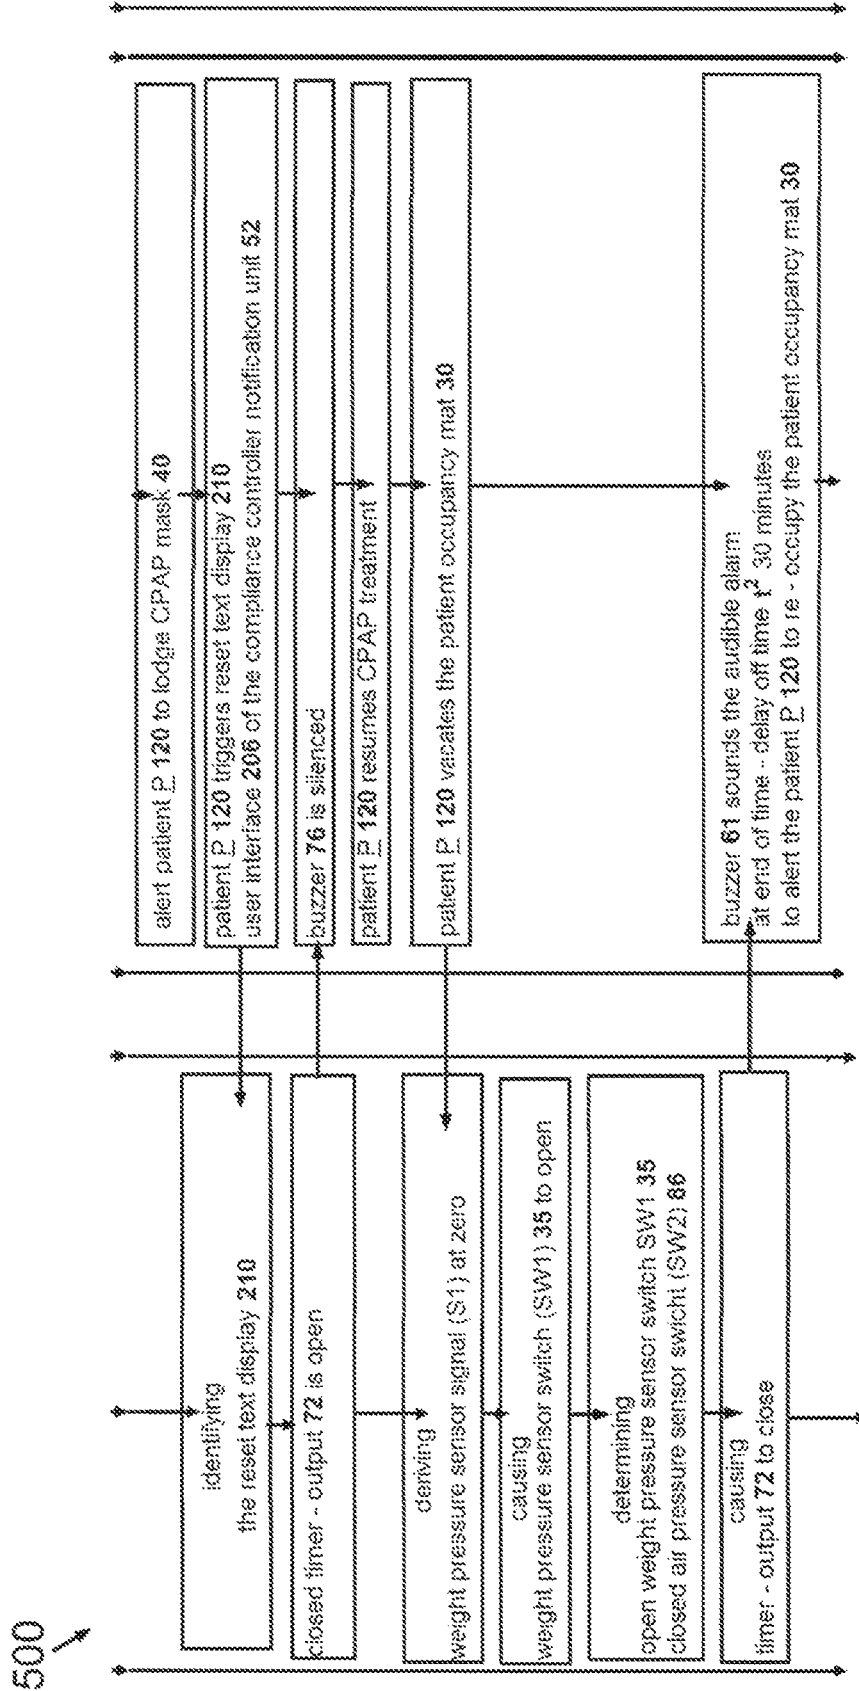 500
identifying
the reset text display 210
closed timer - output 72 is open
deriving
weight pressure sensor signal (S1) at zero
causing
weight pressure sensor switch (SW1) 35 to open
determining
open weight pressure sensor switch SW1 35
closed air pressure sensor swicht (SW2) 86
causing
timer - output 72 to close
alert patient P 120 to lodge CPAP mask 40
patient P 120 triggers reset text display 210
user interface 206 of the compliance controller notification unit 52
buzzer 76 is silenced
patient P 120 resumes CPAP treatment
patient P 120 vacates the patient occupancy mat 30
buzzer 61 sounds the audible alarm
at end of time - delay off time t² 30 minutes
to alert the patient P 120 to re - occupy the patient occupancy mat 30